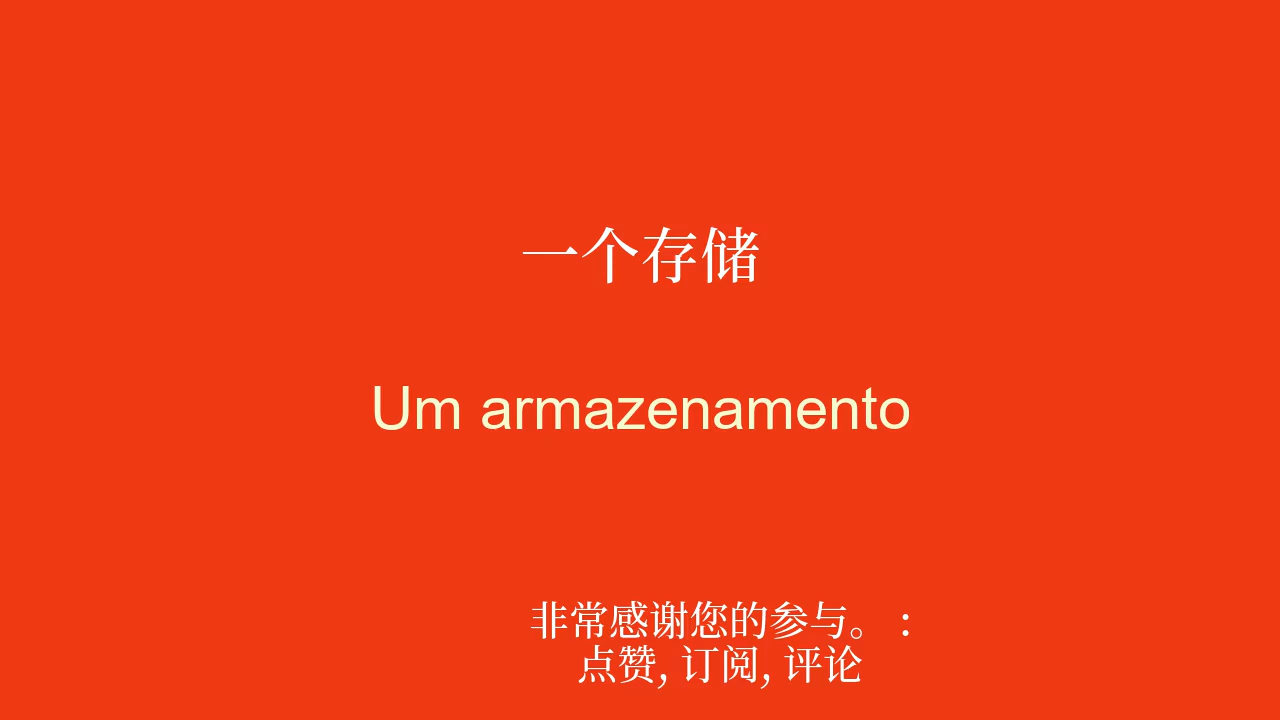 一个存储
Um armazenamento
非常感谢您的参与。 :
点赞, 订阅, 评论